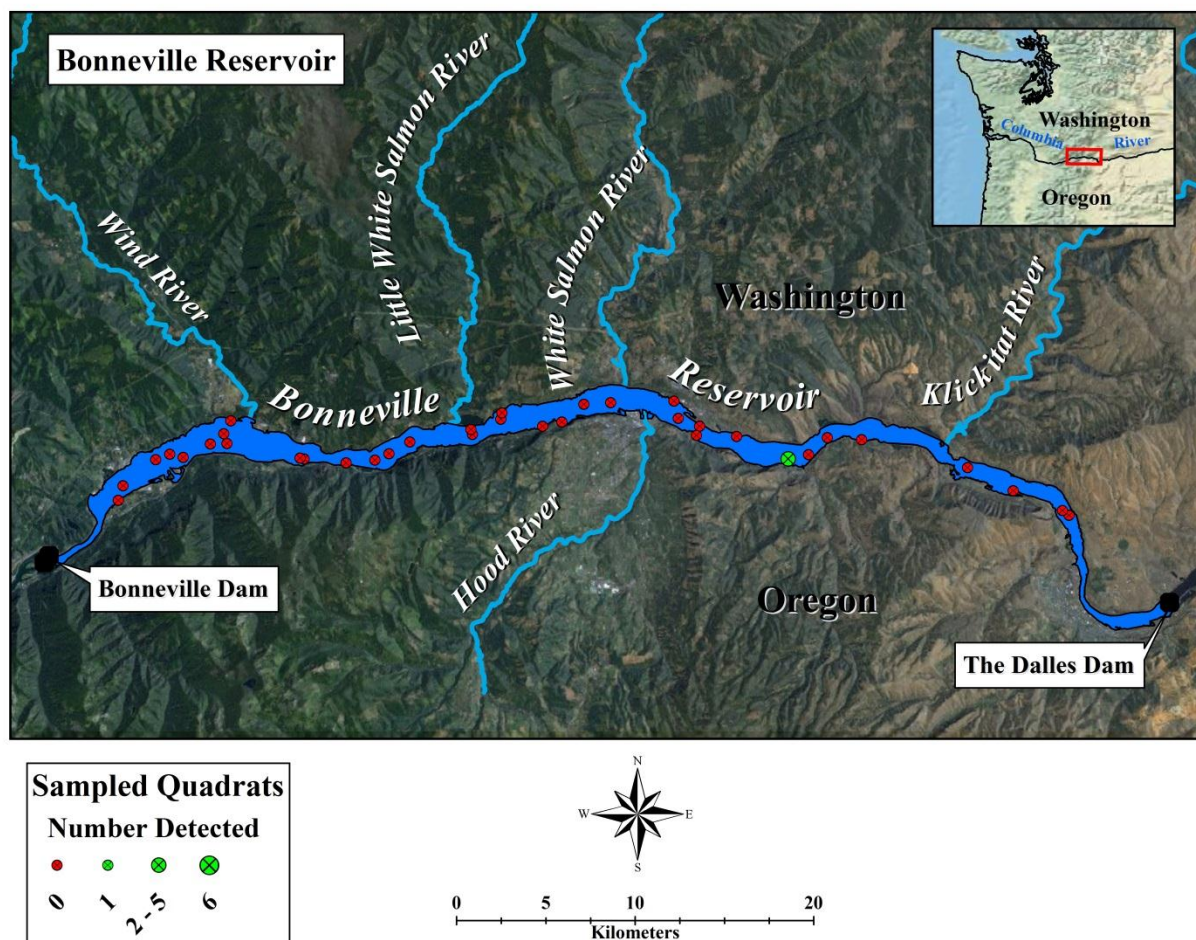 Bonneville Reservoir
Washington
Columbia
River
Oregon
Wind River
Little White Salmon River
White Salmon River
Washington
Klickitat River
Bonneville
Reservoir
Hood River
Oregon
Bonneville Dam
The Dalles Dam
Sampled Quadrats
Number Detected
0
1
2 - 5
6
N
W
E
S
0 5 10 20
Kilometers